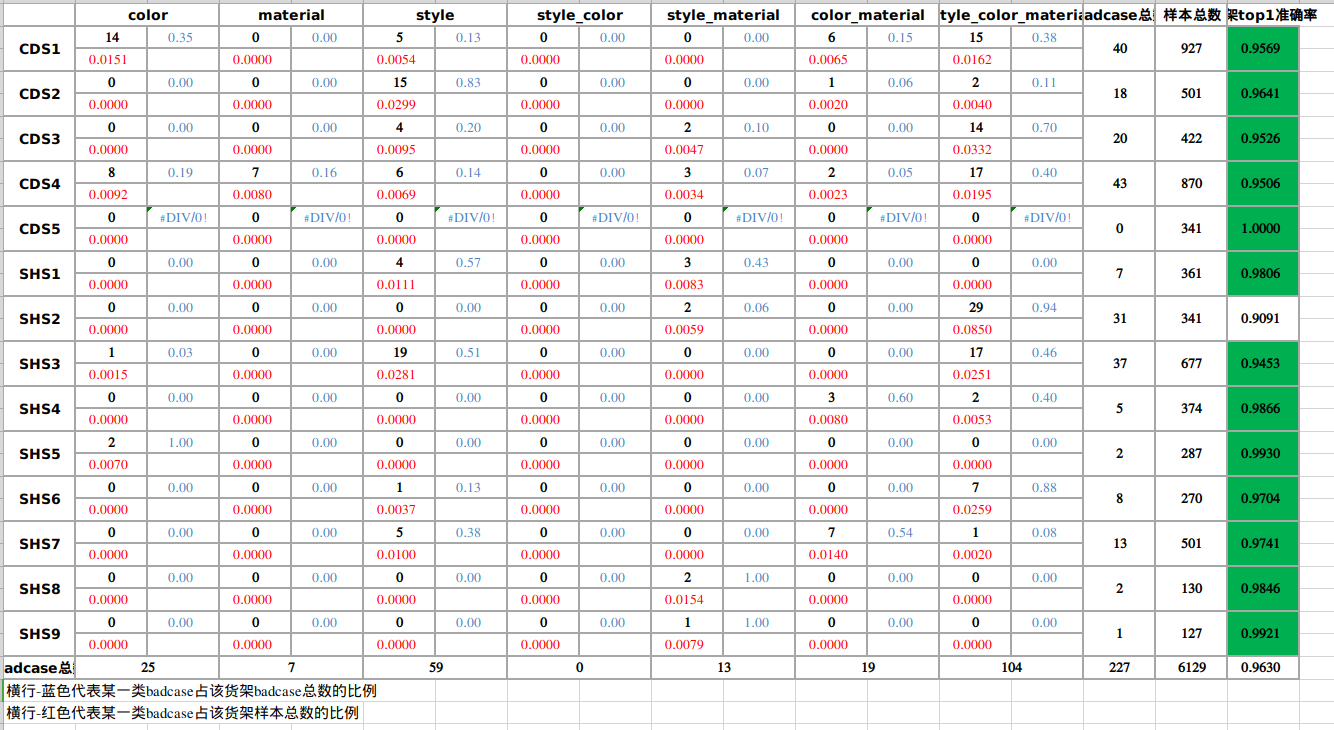 color material style style_color style_material color_material tyle_color_materia adcase总 样本总数 架top1准确率
14 0.35 0 0.00 5 0.13 0 0.00 0 0.00 6 0.15 15 0.38
CDS1 40 927 0.9569
0.0151 0.0000 0.0054 0.0000 0.0000 0.0065 0.0162
0 0.00 0 0.00 15 0.83 0 0.00 0 0.00 1 0.06 2 0.11
CDS2 18 501 0.9641
0.0000 0.0000 0.0299 0.0000 0.0000 0.0020 0.0040
0 0.00 0 0.00 4 0.20 0 0.00 2 0.10 0 0.00 14 0.70
CDS3 20 422 0.9526
0.0000 0.0000 0.0095 0.0000 0.0047 0.0000 0.0332
8 0.19 7 0.16 6 0.14 0 0.00 3 0.07 2 0.05 17 0.40
CDS4 43 870 0.9506
0.0092 0.0080 0.0069 0.0000 0.0034 0.0023 0.0195
0 #DIV/0! 0 #DIV/0! 0 #DIV/0! 0 #DIV/0! 0 #DIV/0! 0 #DIV/0! 0 #DIV/0!
CDS5 0 341 1.0000
0.0000 0.0000 0.0000 0.0000 0.0000 0.0000 0.0000
0 0.00 0 0.00 4 0.57 0 0.00 3 0.43 0 0.00 0 0.00
SHS1 7 361 0.9806
0.0000 0.0000 0.0111 0.0000 0.0083 0.0000 0.0000
0 0.00 0 0.00 0 0.00 0 0.00 2 0.06 0 0.00 29 0.94
SHS2 31 341 0.9091
0.0000 0.0000 0.0000 0.0000 0.0059 0.0000 0.0850
1 0.03 0 0.00 19 0.51 0 0.00 0 0.00 0 0.00 17 0.46
SHS3 37 677 0.9453
0.0015 0.0000 0.0281 0.0000 0.0000 0.0000 0.0251
0 0.00 0 0.00 0 0.00 0 0.00 0 0.00 3 0.60 2 0.40
SHS4 5 374 0.9866
0.0000 0.0000 0.0000 0.0000 0.0000 0.0080 0.0053
2 1.00 0 0.00 0 0.00 0 0.00 0 0.00 0 0.00 0 0.00
SHS5 2 287 0.9930
0.0070 0.0000 0.0000 0.0000 0.0000 0.0000 0.0000
0 0.00 0 0.00 1 0.13 0 0.00 0 0.00 0 0.00 7 0.88
SHS6 8 270 0.9704
0.0000 0.0000 0.0037 0.0000 0.0000 0.0000 0.0259
0 0.00 0 0.00 5 0.38 0 0.00 0 0.00 7 0.54 1 0.08
SHS7 13 501 0.9741
0.0000 0.0000 0.0100 0.0000 0.0000 0.0140 0.0020
0 0.00 0 0.00 0 0.00 0 0.00 2 1.00 0 0.00 0 0.00
SHS8 2 130 0.9846
0.0000 0.0000 0.0000 0.0000 0.0154 0.0000 0.0000
0 0.00 0 0.00 0 0.00 0 0.00 1 1.00 0 0.00 0 0.00
SHS9 1 127 0.9921
0.0000 0.0000 0.0000 0.0000 0.0079 0.0000 0.0000
adcase总 25 7 59 0 13 19 104 227 6129 0.9630
横行-蓝色代表某一类badcase占该货架badcase总数的比例
横行-红色代表某一类badcase占该货架样本总数的比例